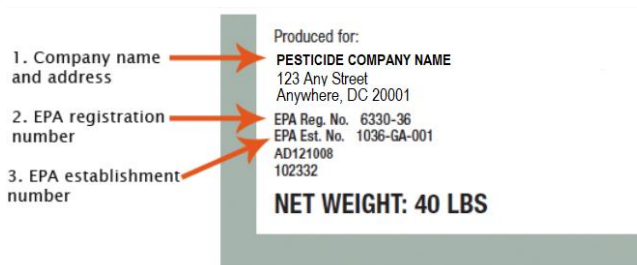 1. Company name
and address
2. EPA registration
number
3. EPA establishment
number
Produced for:
PESTICIDE COMPANY NAME
123 Any Street
Anywhere, DC 20001
EPA Reg. No. 6330-36
EPA Est. No. 1036-GA-001
AD121008
102332
NET WEIGHT: 40 LBS